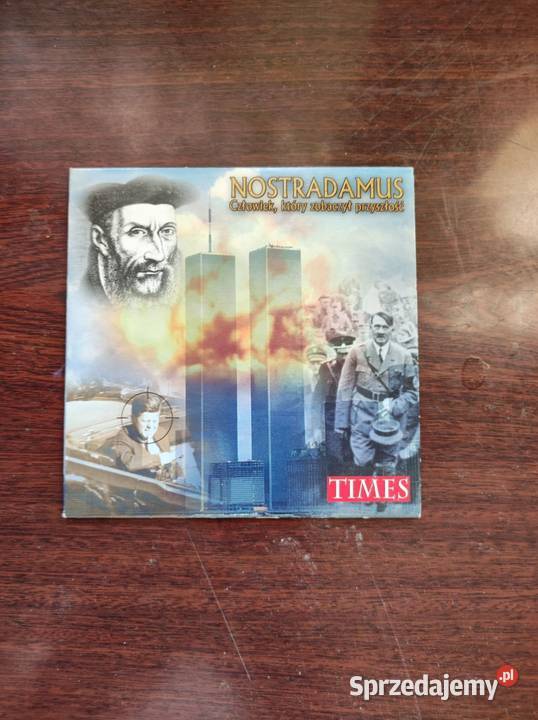 NOSTRADAMUS
Człowiek, który zobaczył przyszłość
TIMES
Sprzedajemy.pl